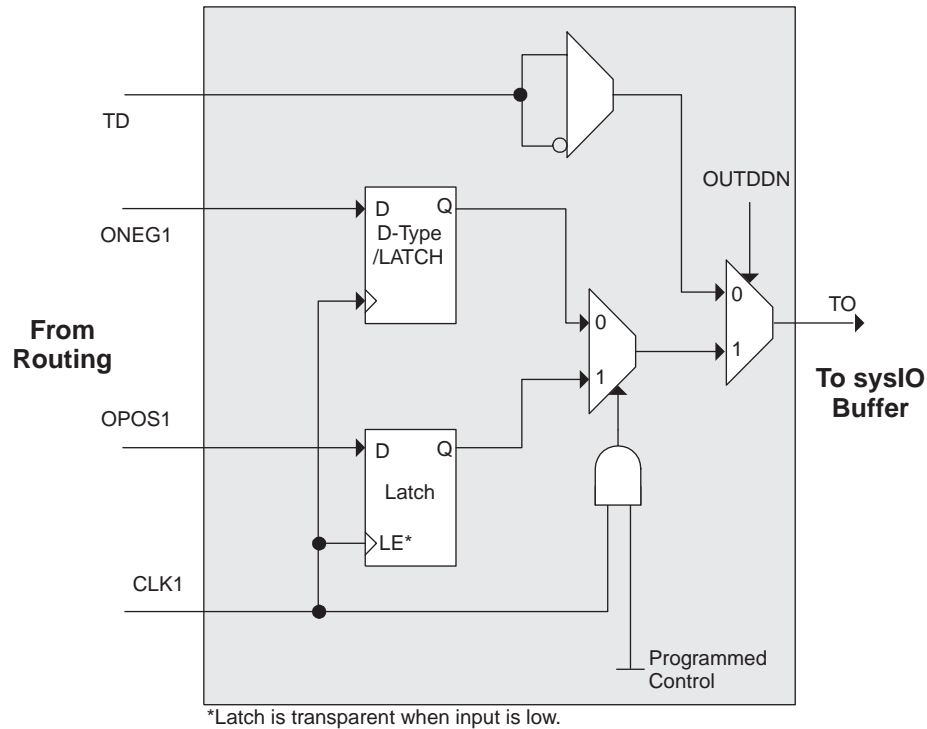 TD
OUTDDN
ONEG1
D
Q
D-Type
/LATCH
0
TO
From
Routing
0
1
1
To sysIO
Buffer
OPOS1
D
Q
Latch
LE*
CLK1
Programmed
Control
*Latch is transparent when input is low.